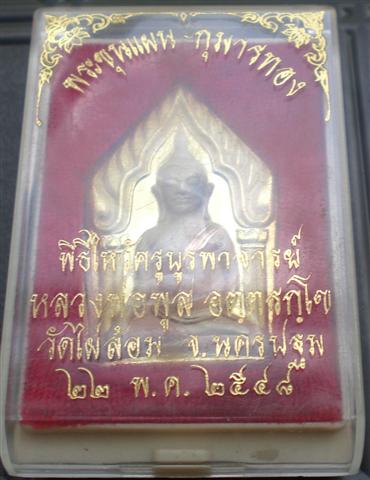 พระขุนแผน - กุมารทอง
พิธีไหว้ครูบูรพาจารย์
หลวงพ่อพูล อตฺตรกฺโข
วัดไผ่ล้อม จ.นครปฐม
๒๒ พ.ค. ๒๕๔๘